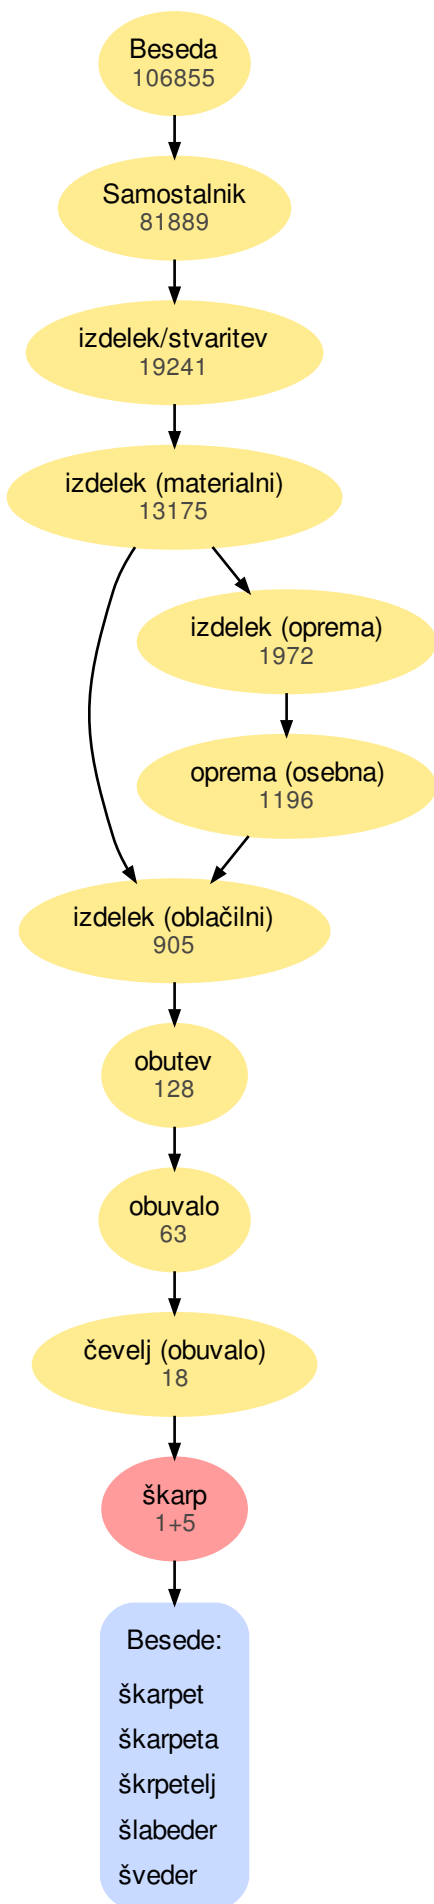 Beseda
106855
Samostalnik
81889
izdelek/stvaritev
19241
izdelek (materialni)
13175
izdelek (oprema)
1972
oprema (osebna)
1196
izdelek (oblačilni)
905
obutev
128
obuvalo
63
čevelj (obuvalo)
18
škarp
1+5
Besede:
škarpet
škarpeta
škrpetelj
šlabeder
šveder